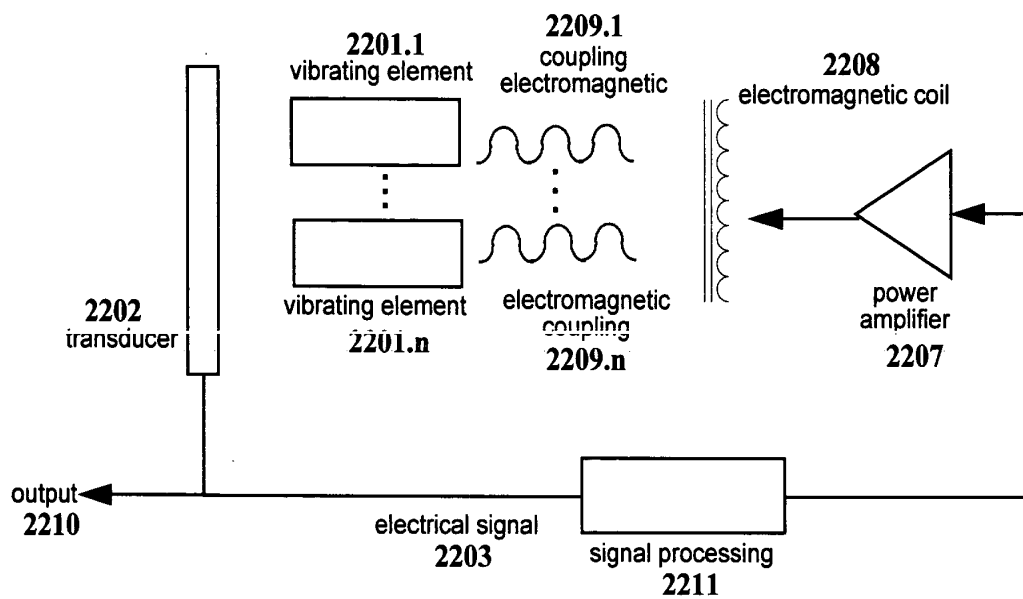 2201.1
vibrating element
2209.1
coupling
electromagnetic
2208
electromagnetic coil
vibrating element
2201.n
electromagnetic
coupling
2209.n
2202
transducer
power
amplifier
2207
output
2210
electrical signal
2203
signal processing
2211